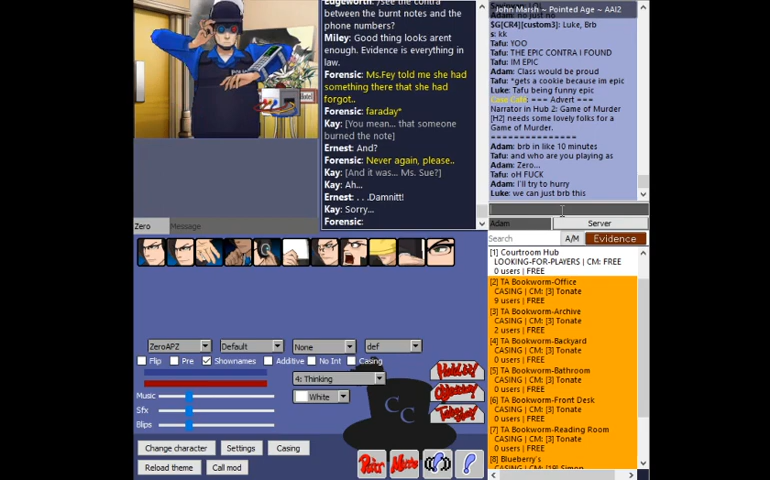 Edgeworth: /see the contra
between the burnt notes and the
phone numbers?
Miley: Good thing looks arent
enough. Evidence is everything in
law.
Forensic: Ms.Fey told me she had
something there that she had
forgot..
Forensic: faraday*
Kay: [You mean... that someone
burned the note]
Ernest: And?
Forensic: Never again, please..
Kay: [And it was... Ms. Sue?]
Kay: Ah...
Ernest: . . .Damnitt!
Kay: Sorry...
Forensic:
Zero
Message
John Marsh ~ Pointed Age ~ AAI2
Adam: no just no
SG[CR4][custom3]: Luke, Brb
s: kk
Tafu: YOO
Tafu: THE EPIC CONTRA I FOUND
Tafu: IM EPIC
Adam: Class would be proud
Tafu: *gets a cookie because im epic
Luke: Tafu being funny epic
=== Advert ===
Narrator in Hub 2: Game of Murder
[H2] needs some lovely folks for a
Game of Murder.
===============
Adam: brb in like 10 minutes
Tafu: and who are you playing as
Adam: Zero...
Tafu: oH FUCK
Adam: I'll try to hurry
Luke: we can just brb this
Adam
Server
Search
A/M
Evidence
[1] Courtroom Hub
LOOKING-FOR-PLAYERS | CM: FREE
0 users | FREE
[2] TA Bookworm-Office
CASING | CM: [3] Tonate
9 users | FREE
[3] TA Bookworm-Archive
CASING | CM: [3] Tonate
2 users | FREE
[4] TA Bookworm-Backyard
CASING | CM: [3] Tonate
0 users | FREE
[5] TA Bookworm-Bathroom
CASING | CM: [3] Tonate
0 users | FREE
[6] TA Bookworm-Front Desk
CASING | CM: [3] Tonate
0 users | FREE
[7] TA Bookworm-Reading Room
CASING | CM: [3] Tonate
0 users | FREE
[8] Blueberry's
CASING | CM: [19] Simon
ZeroAPZ
Default
None
def
Flip
Pre
Shownames
Additive
No Int
Casing
4: Thinking
White
Music
Sfx
Blips
Hold it!
Objection!
Take that!
CC
Change character
Settings
Casing
Reload theme
Call mod
Pair
Mute